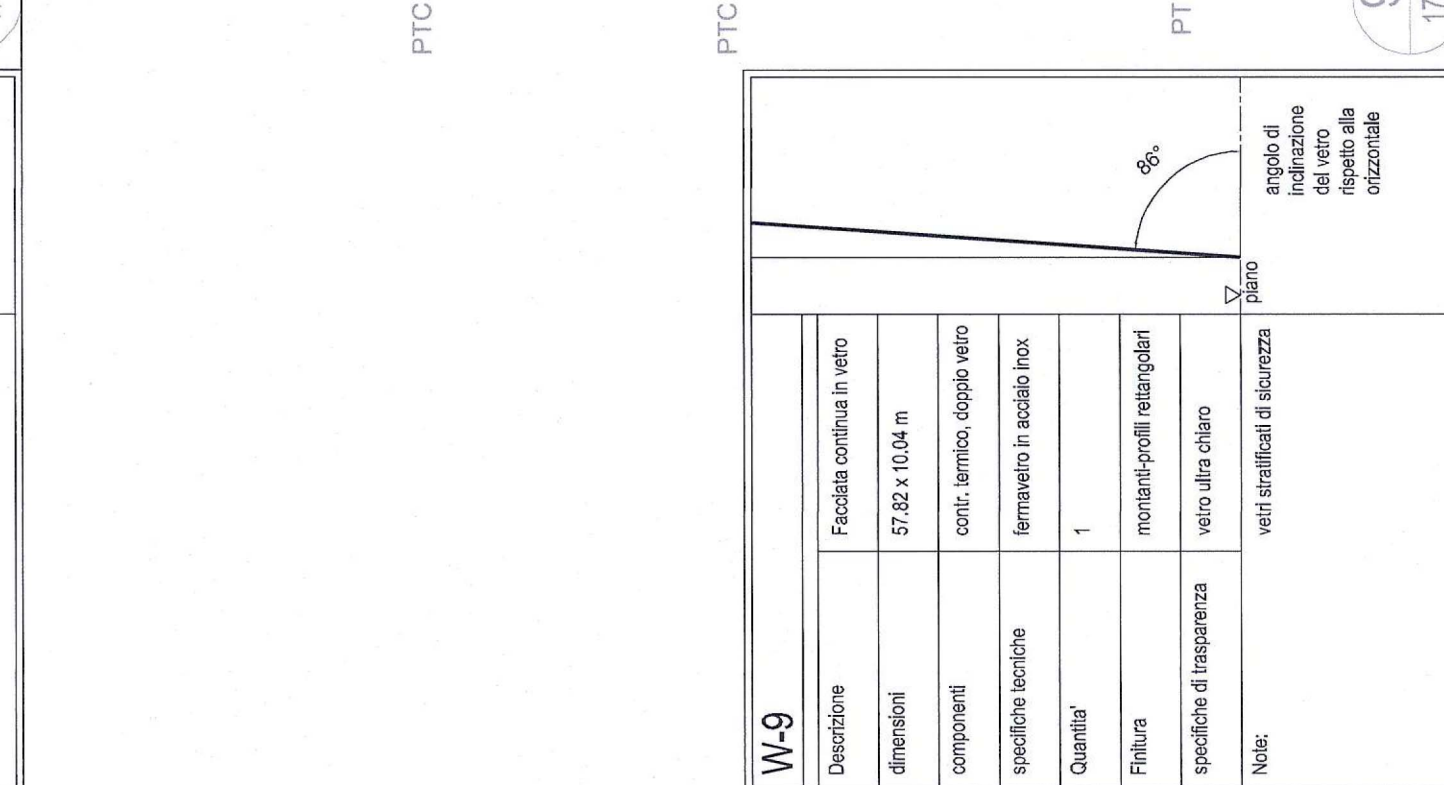 PTC
PTC
PT
9
17
W-9
Descrizione Facciata continua in vetro
dimensioni 57.82 x 10.04 m
componenti contr. termico, doppio vetro
specifiche tecniche fermavetro in acciaio inox
Quantita' 1
Finitura montanti-profili rettangolari
specifiche di trasparenza vetro ultra chiaro
Note: vetri stratificati di sicurezza
86°
piano
angolo di
inclinazione
del vetro
rispetto alla
orizzontale